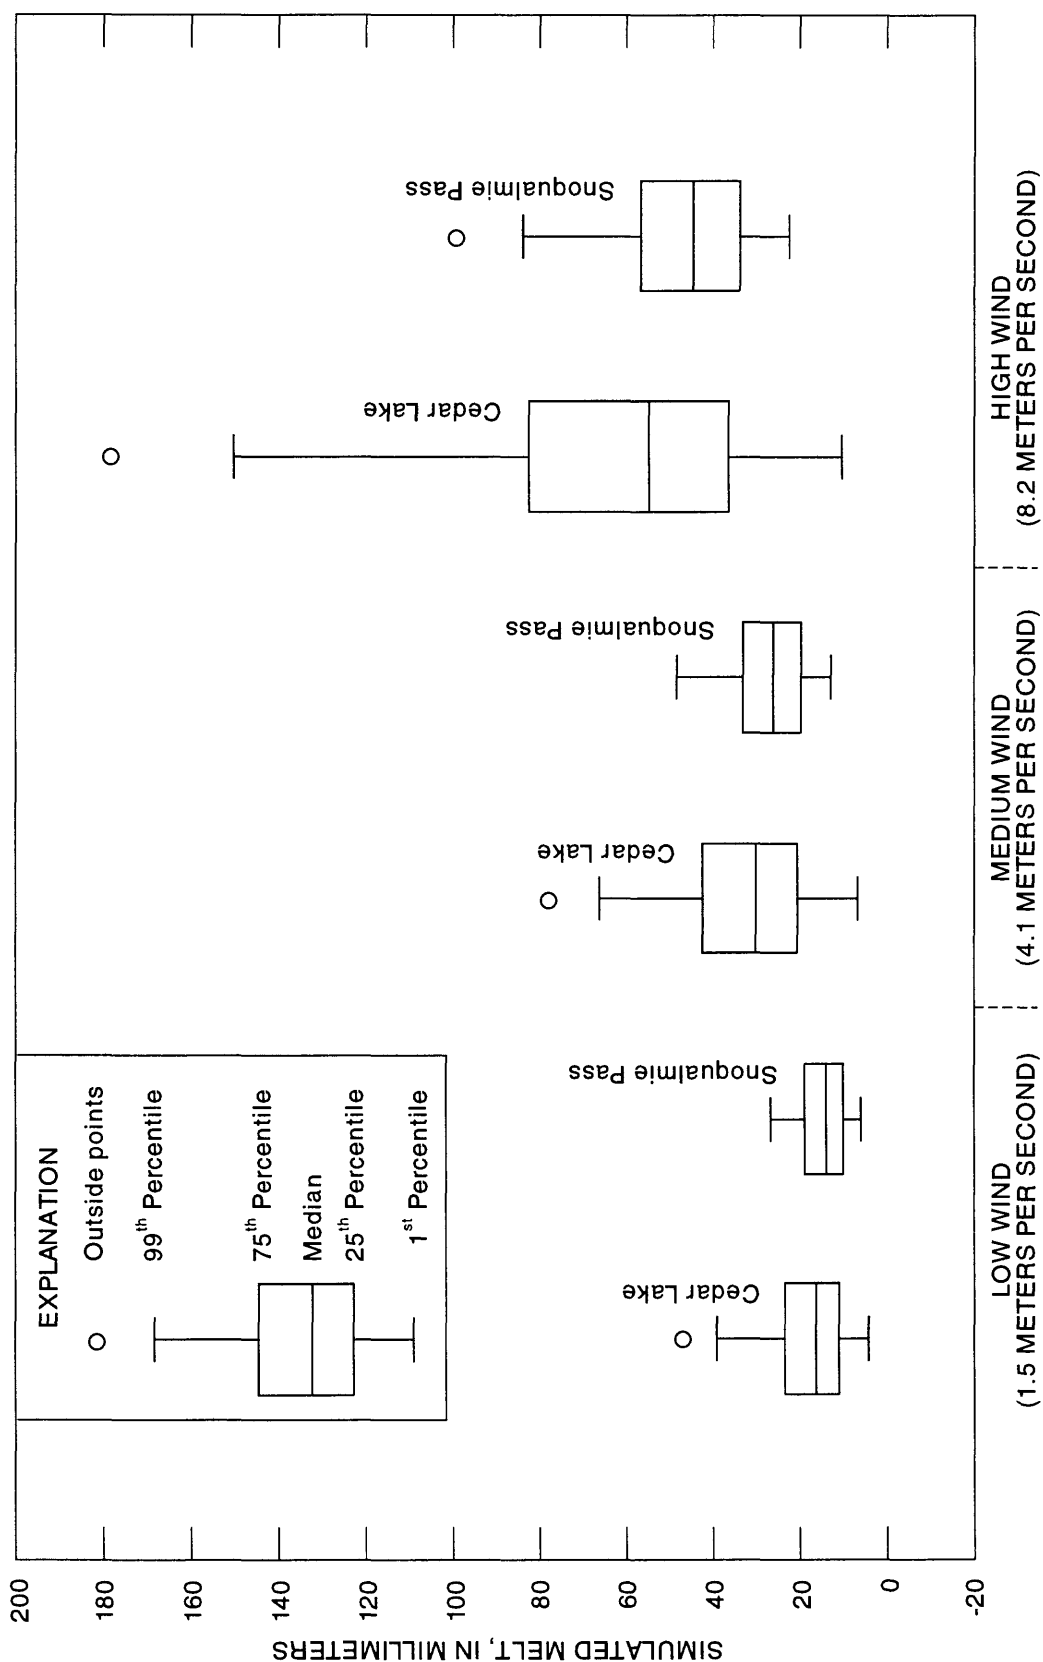 SIMULATED MELT, IN MILLIMETERS
200
180
160
140
120
100
80
60
40
20
0
-20
EXPLANATION
Outside points
99th Percentile
75th Percentile
Median
25th Percentile
1st Percentile
Cedar Lake
Snoqualmie Pass
Cedar Lake
Snoqualmie Pass
Cedar Lake
Snoqualmie Pass
LOW WIND
(1.5 METERS PER SECOND)
MEDIUM WIND
(4.1 METERS PER SECOND)
HIGH WIND
(8.2 METERS PER SECOND)